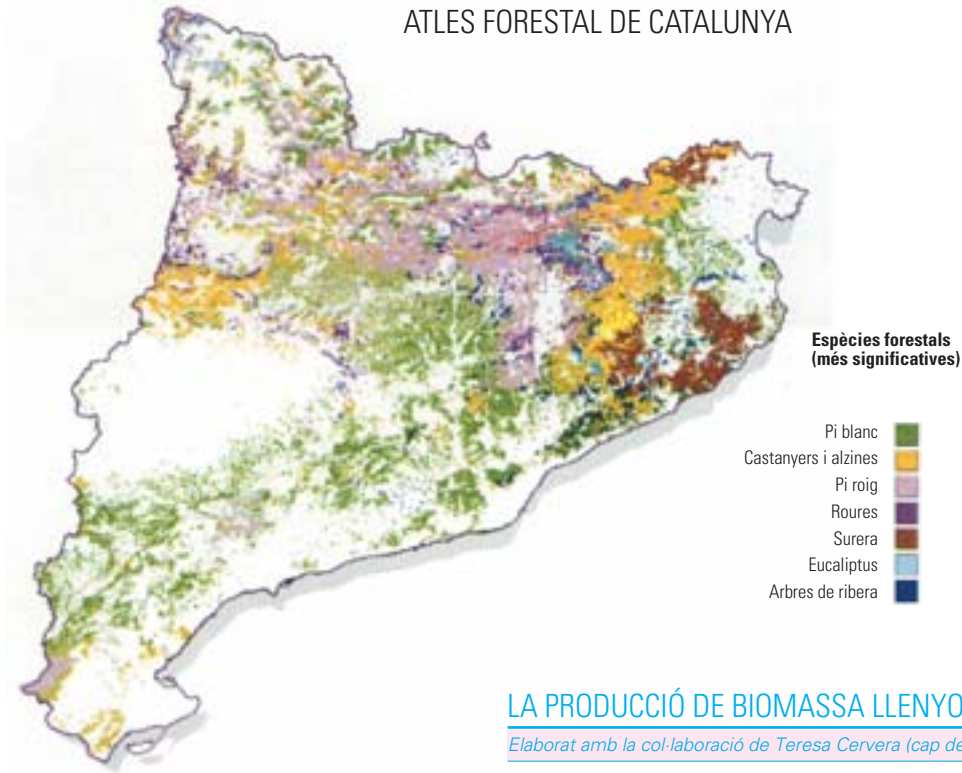 ATLES FORESTAL DE CATALUNYA
Espècies forestals
(més significatives)
Pi blanc
Castanyers i alzines
Pi roig
Roures
Surera
Eucaliptus
Arbres de ribera
LA PRODUCCIÓ DE BIOMASSA LLENYO
Elaborat amb la col·laboració de Teresa Cervera (cap de